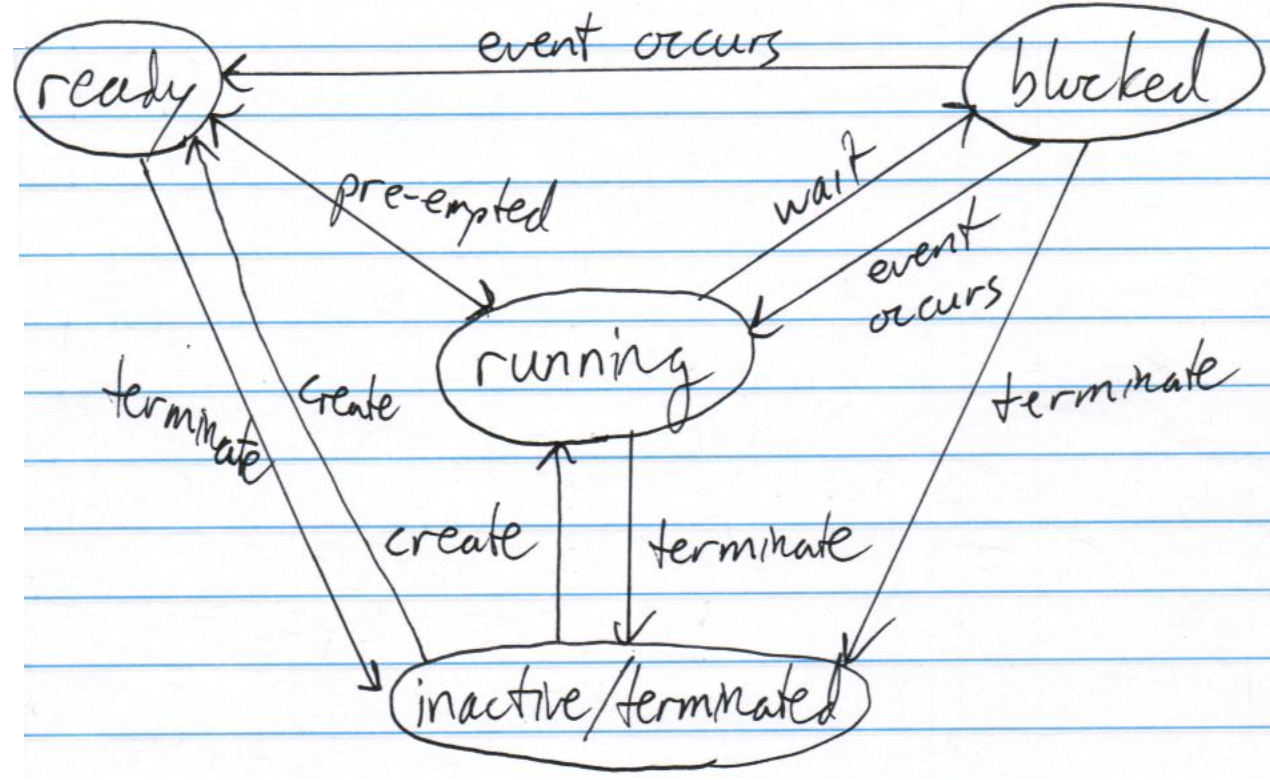 event occurs
ready
blocked
pre-empted
wait
event
occurs
running
terminate
create
terminate
create
terminate
inactive/terminated